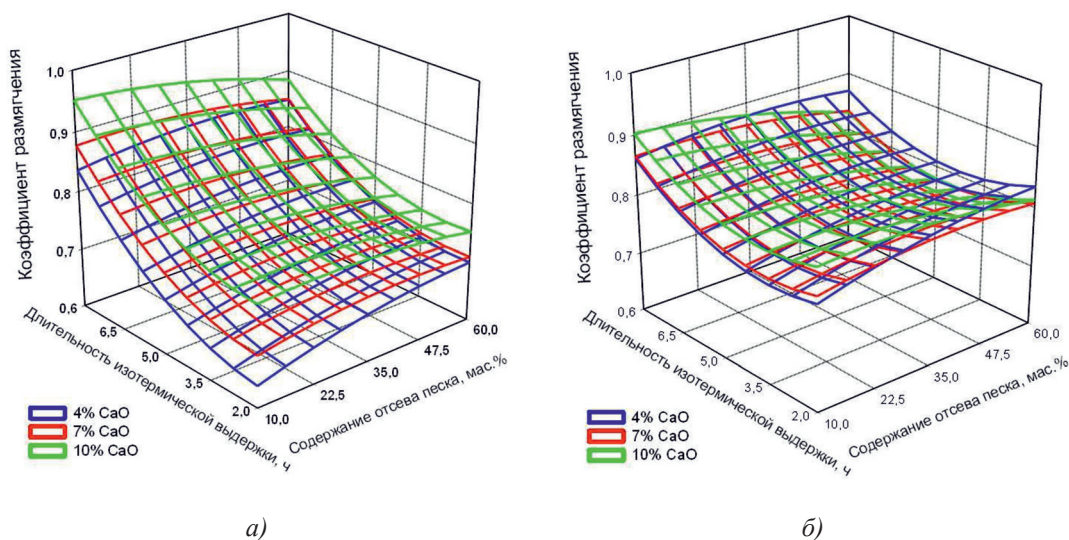 Коэффициент размягчения
1,0
0,9
0,8
0,7
0,6
6,5
5,0
3,5
2,0
Длительность изотермической выдержки, ч
10,0
22,5
35,0
47,5
60,0
Содержание отсева песка, мас.%
4% CaO
7% CaO
10% CaO
а)
Коэффициент размягчения
1,0
0,9
0,8
0,7
0,6
6,5
5,0
3,5
2,0
Длительность изотермической выдержки, ч
10,0
22,5
35,0
47,5
60,0
Содержание отсева песка, мас.%
4% CaO
7% CaO
10% CaO
б)